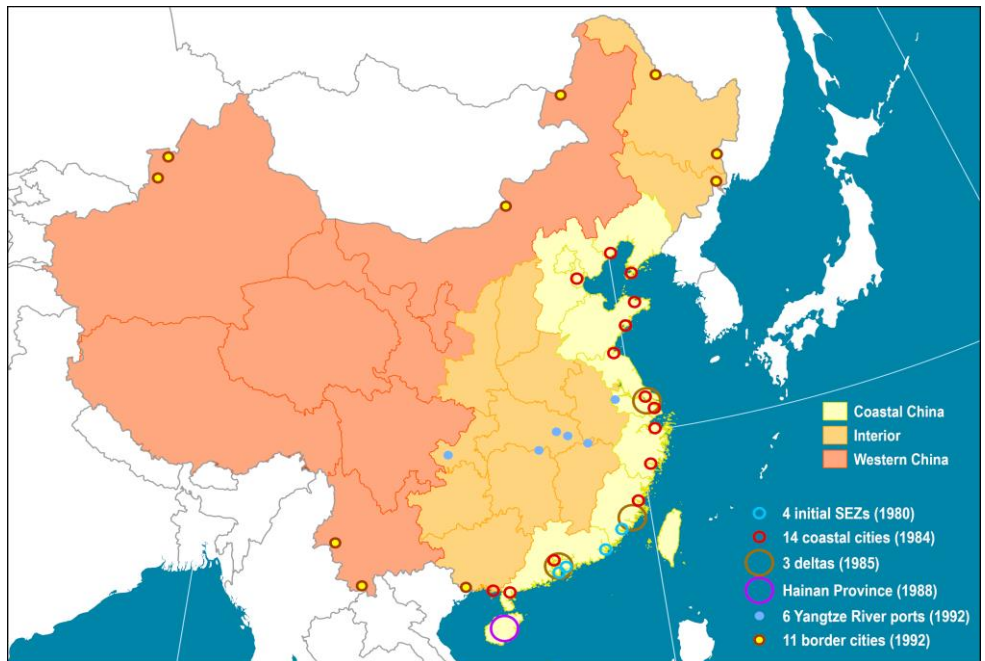 Coastal China
Interior
Western China
4 initial SEZs (1980)
14 coastal cities (1984)
3 deltas (1985)
Hainan Province (1988)
6 Yangtze River ports (1992)
11 border cities (1992)